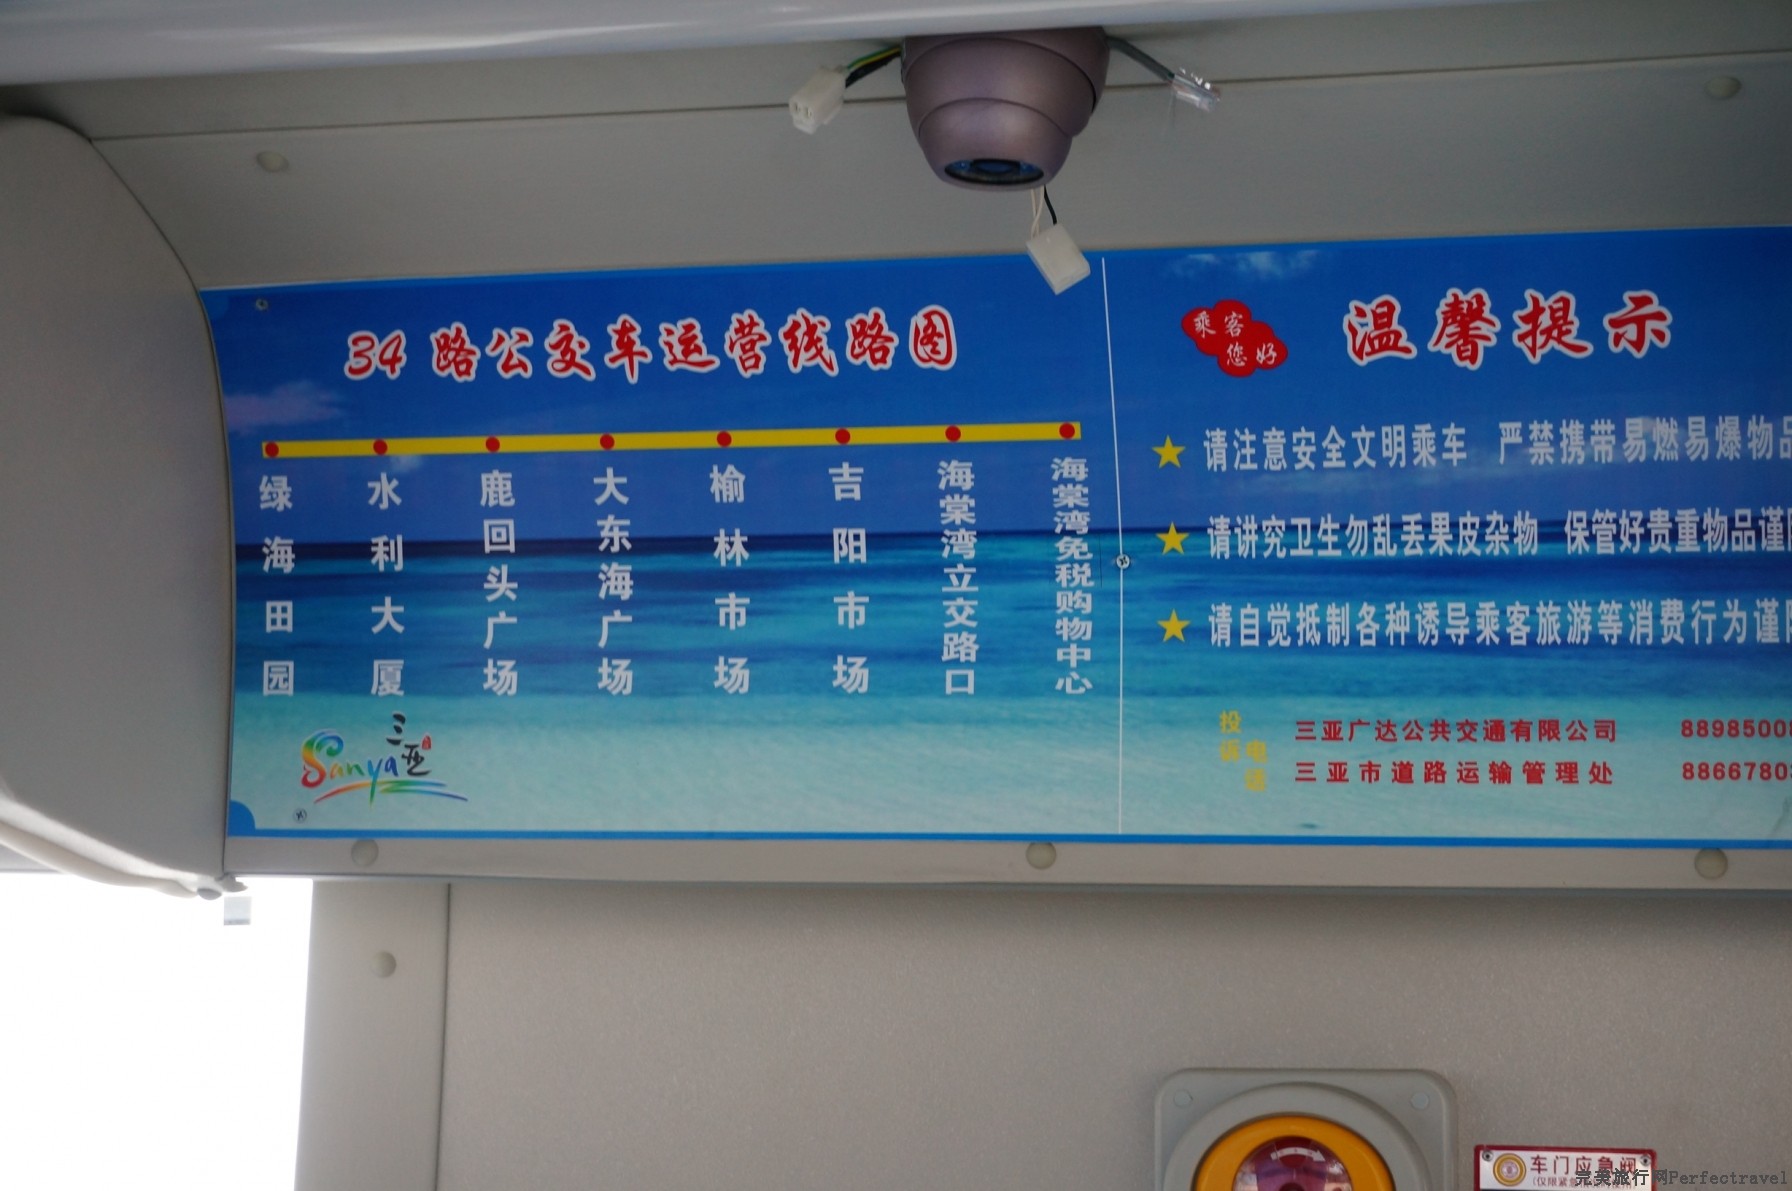 34 路公交车运营线路图
绿海田园
水利大厦
鹿回头广场
大东海广场
榆林市场
吉阳市场
海棠湾立交路口
海棠湾免税购物中心
Sanya 三亚
乘客
您好
温馨提示
★ 请注意安全文明乘车 严禁携带易燃易爆物品
★ 请讲究卫生勿乱丢果皮杂物 保管好贵重物品谨防
★ 请自觉抵制各种诱导乘客旅游等消费行为谨防
投诉电话
三亚广达公共交通有限公司 8898500
三亚市道路运输管理处 8866780
车门应急阀
完美旅行网Perfectravel